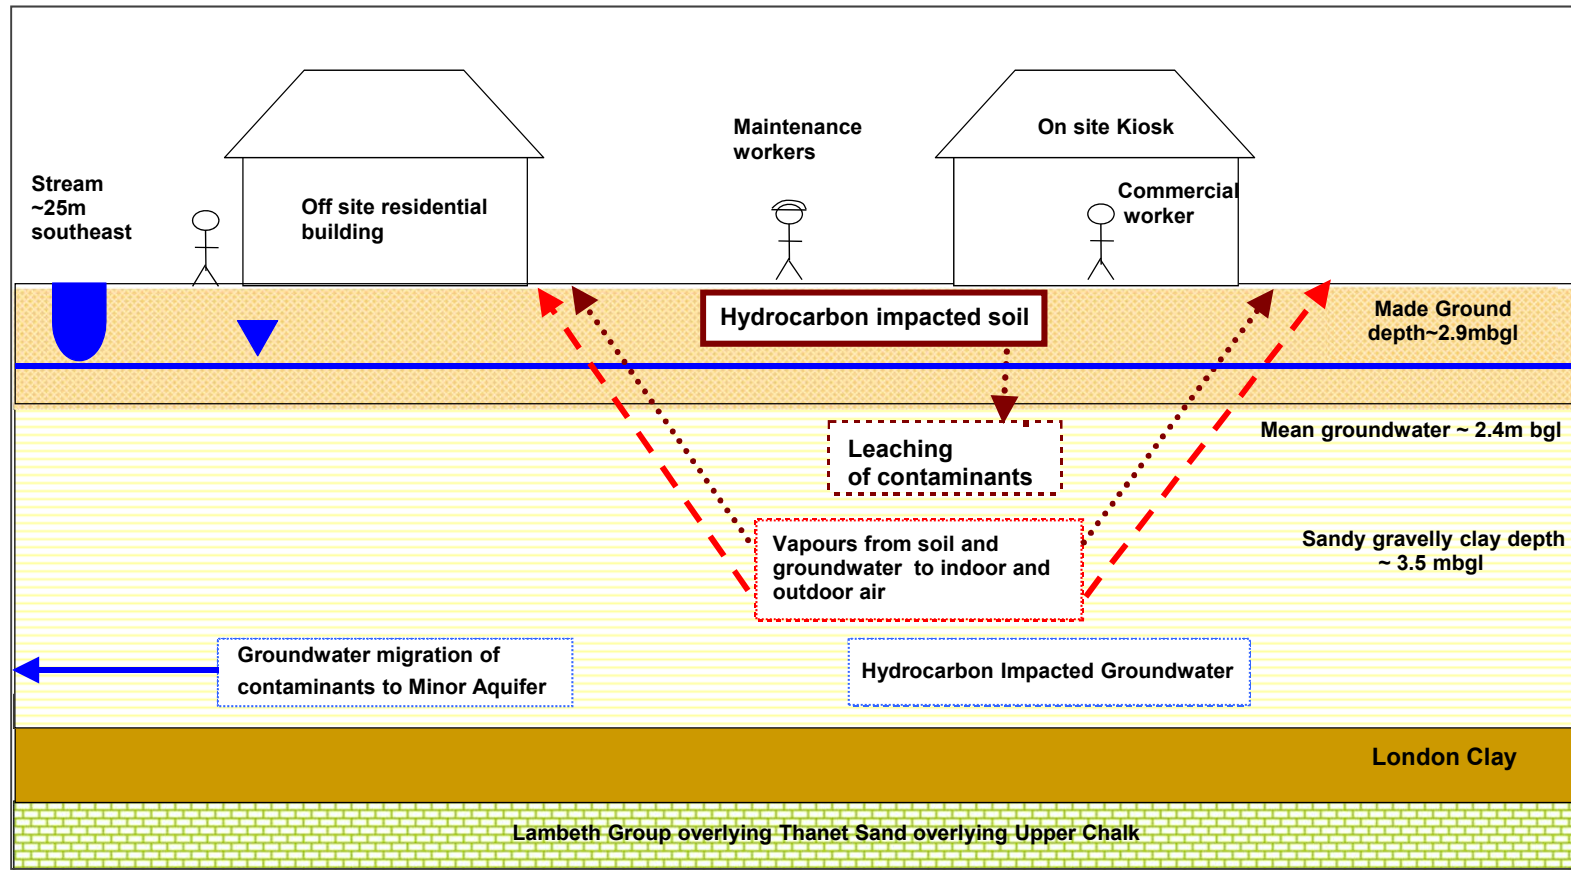 Stream
~25m
southeast
Off site residential
building
Maintenance
workers
On site Kiosk
Commercial
worker
Hydrocarbon impacted soil
Made Ground
depth~2.9mbgl
Mean groundwater ~ 2.4m bgl
Leaching
of contaminants
Vapours from soil and
groundwater to indoor and
outdoor air
Sandy gravelly clay depth
~ 3.5 mbgl
Groundwater migration of
contaminants to Minor Aquifer
Hydrocarbon Impacted Groundwater
London Clay
Lambeth Group overlying Thanet Sand overlying Upper Chalk